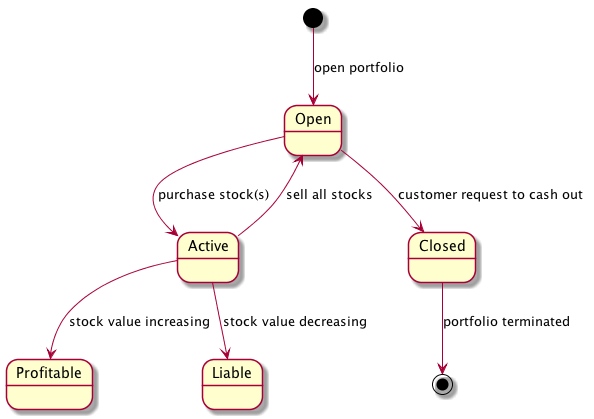 open portfolio
Open
purchase stock(s)
sell all stocks
customer request to cash out
Active
Closed
stock value increasing
stock value decreasing
portfolio terminated
Profitable
Liable